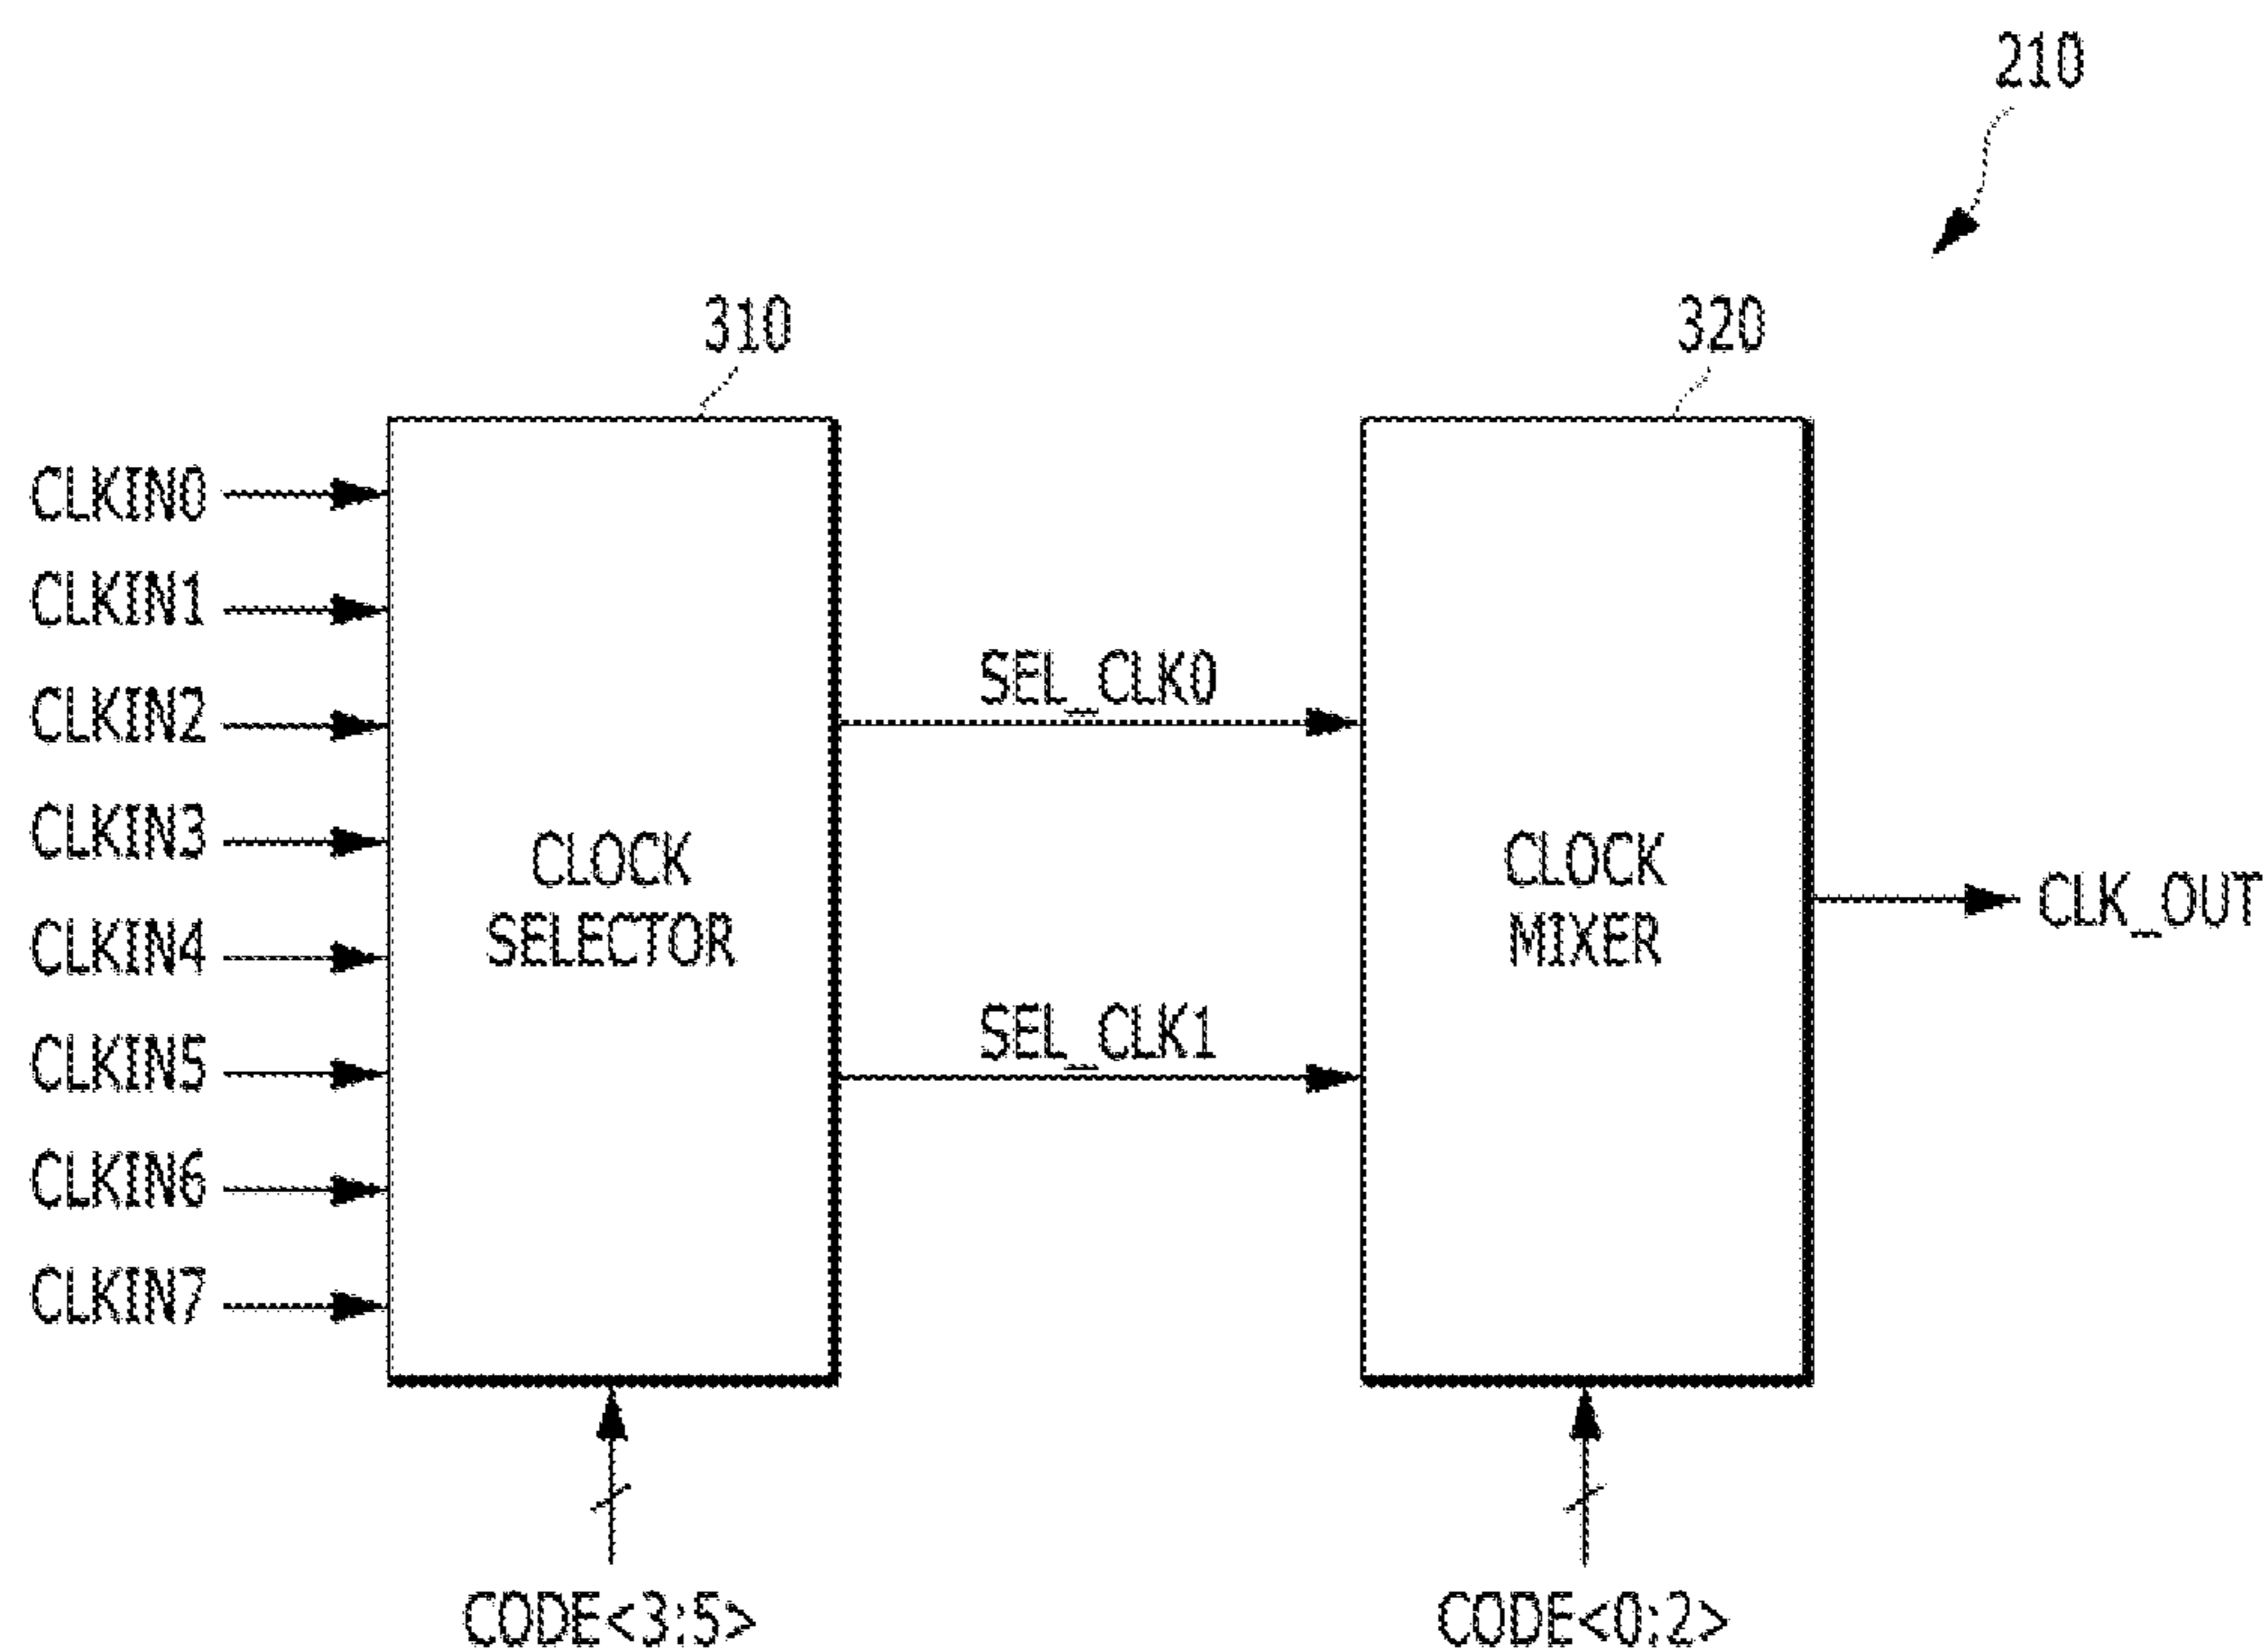 210
310
320
CLKIN0
CLKIN1
CLKIN2
CLKIN3
CLKIN4
CLKIN5
CLKIN6
CLKIN7
CLOCK
SELECTOR
SEL_CLK0
SEL_CLK1
CLOCK
MIXER
CLK_OUT
CODE<3:5>
CODE<0:2>